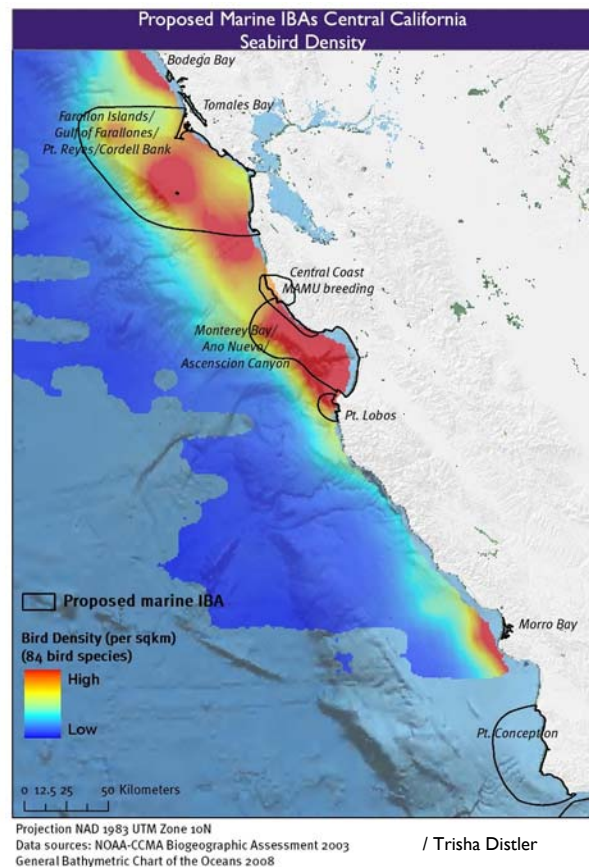 Proposed Marine IBAs Central California
Seabird Density
Bodega Bay
Tomales Bay
Farallon Islands/
Gulf of Farallones/
Pt. Reyes/Cordell Bank
Central Coast
MAMU breeding
Monterey Bay/
Ano Nuevo/
Ascenscion Canyon
Pt. Lobos
Proposed marine IBA
Bird Density (per sqkm)
(84 bird species)
High
Low
Morro Bay
Pt. Conception
0 12.5 25 50 Kilometers
Projection NAD 1983 UTM Zone 10N
Data sources: NOAA-CCMA Biogeographic Assessment 2003
General Bathymetric Chart of the Oceans 2008
/ Trisha Distler